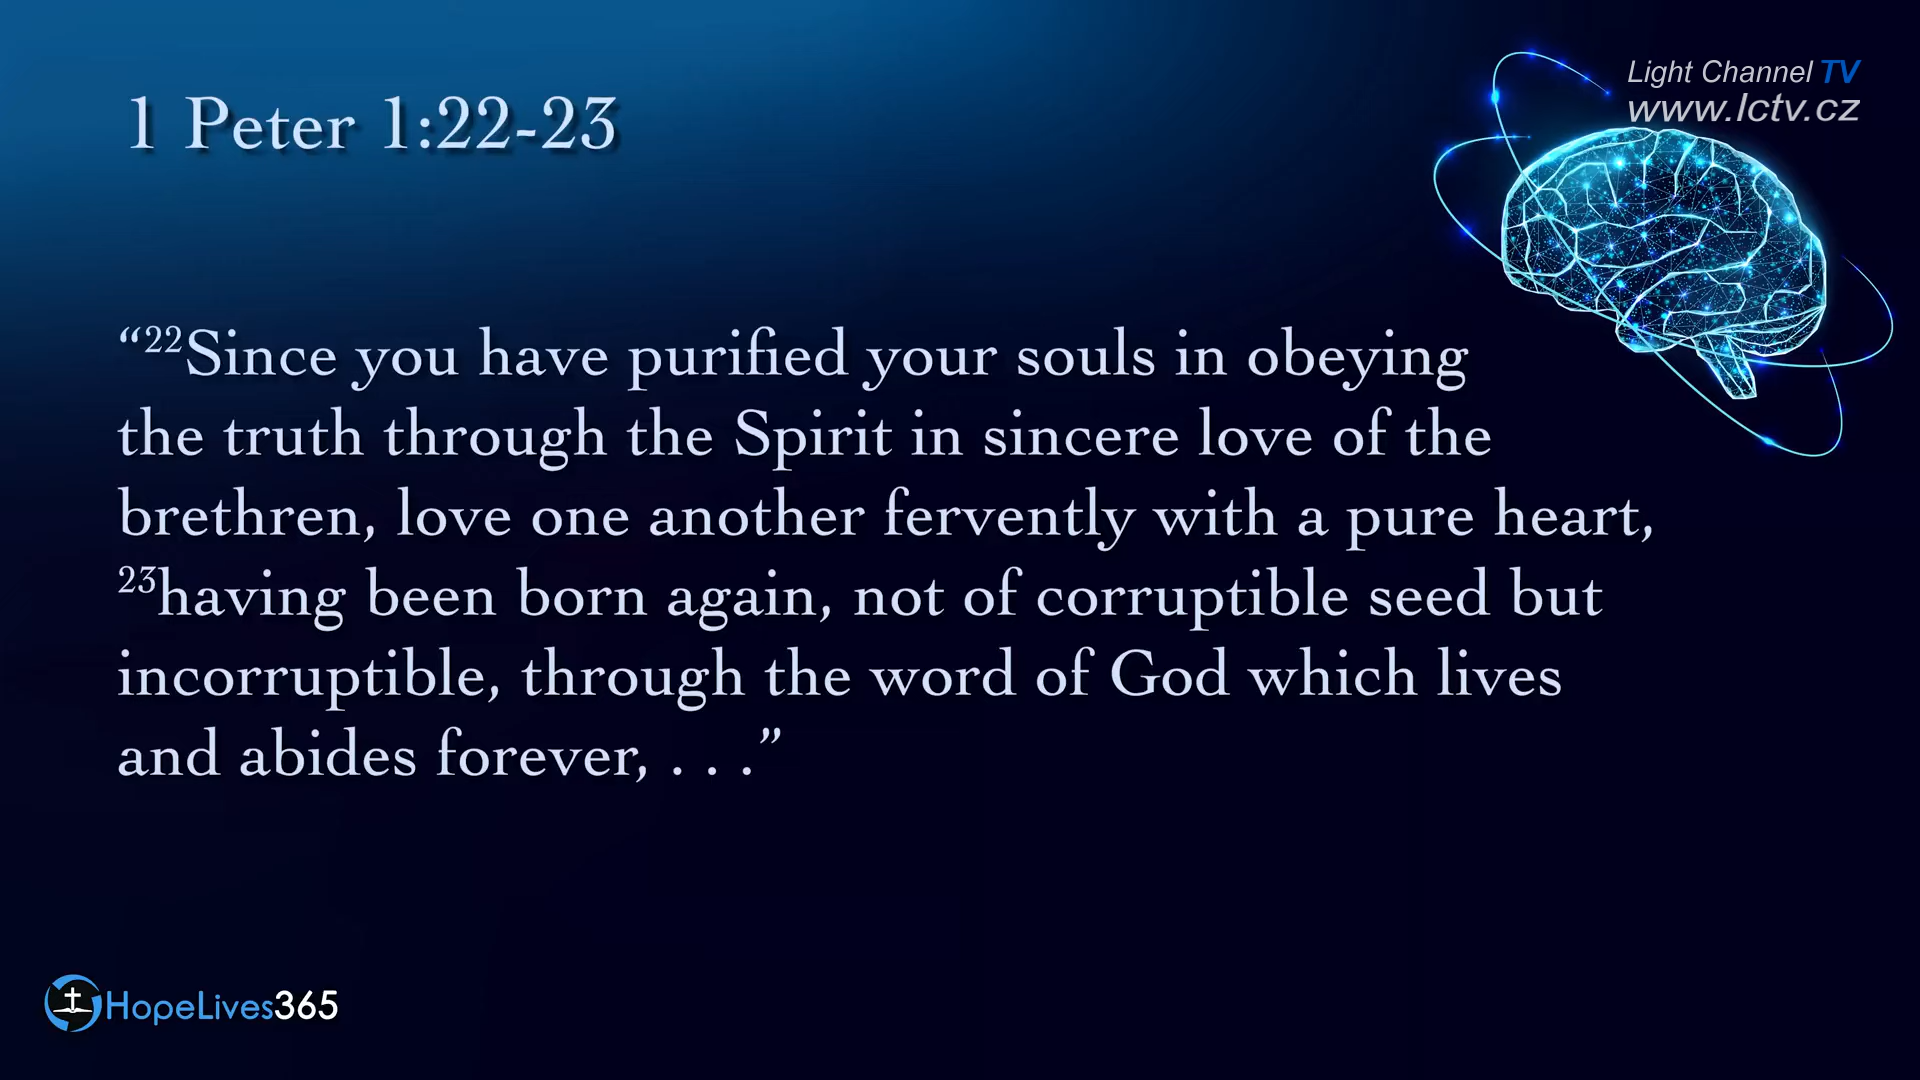 Light Channel TV
www.lctv.cz
1 Peter 1:22-23
“22Since you have purified your souls in obeying
the truth through the Spirit in sincere love of the
brethren, love one another fervently with a pure heart,
23having been born again, not of corruptible seed but
incorruptible, through the word of God which lives
and abides forever, . . .”
HopeLives365